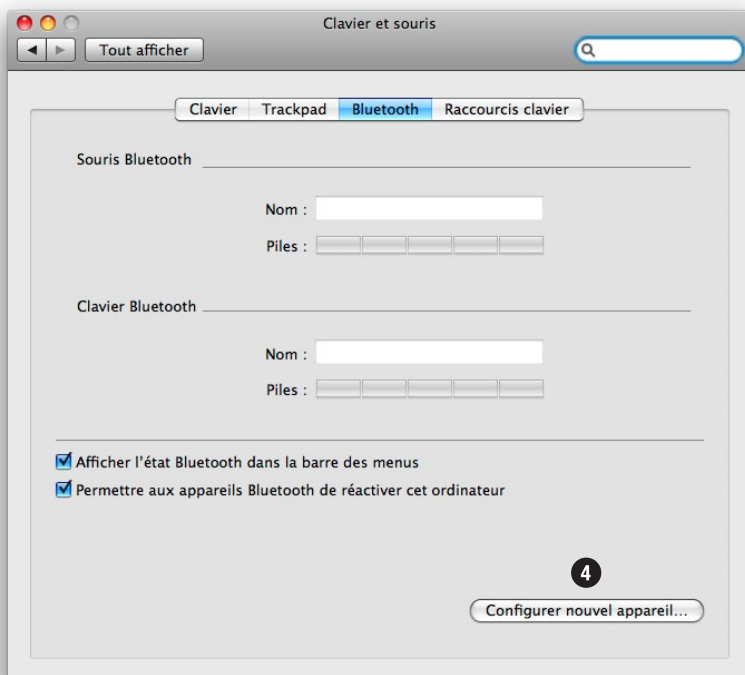 Clavier et souris
Tout afficher
Clavier Trackpad Bluetooth Raccourcis clavier
Souris Bluetooth
Nom :
Piles :
Clavier Bluetooth
Nom :
Piles :
Afficher l'état Bluetooth dans la barre des menus
Permettre aux appareils Bluetooth de réactiver cet ordinateur
4
Configurer nouvel appareil...